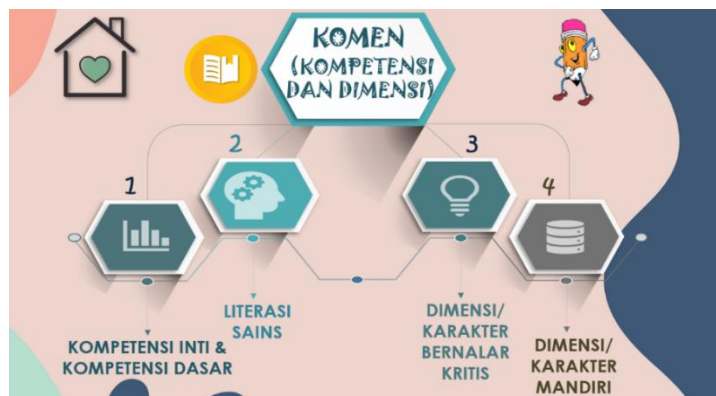 KOMEN
(KOMPETENSI
DAN DIMENSI)
1
2
3
4
KOMPETENSI INTI &
KOMPETENSI DASAR
LITERASI
SAINS
DIMENSI/
KARAKTER
BERNALAR
KRITIS
DIMENSI/
KARAKTER
MANDIRI